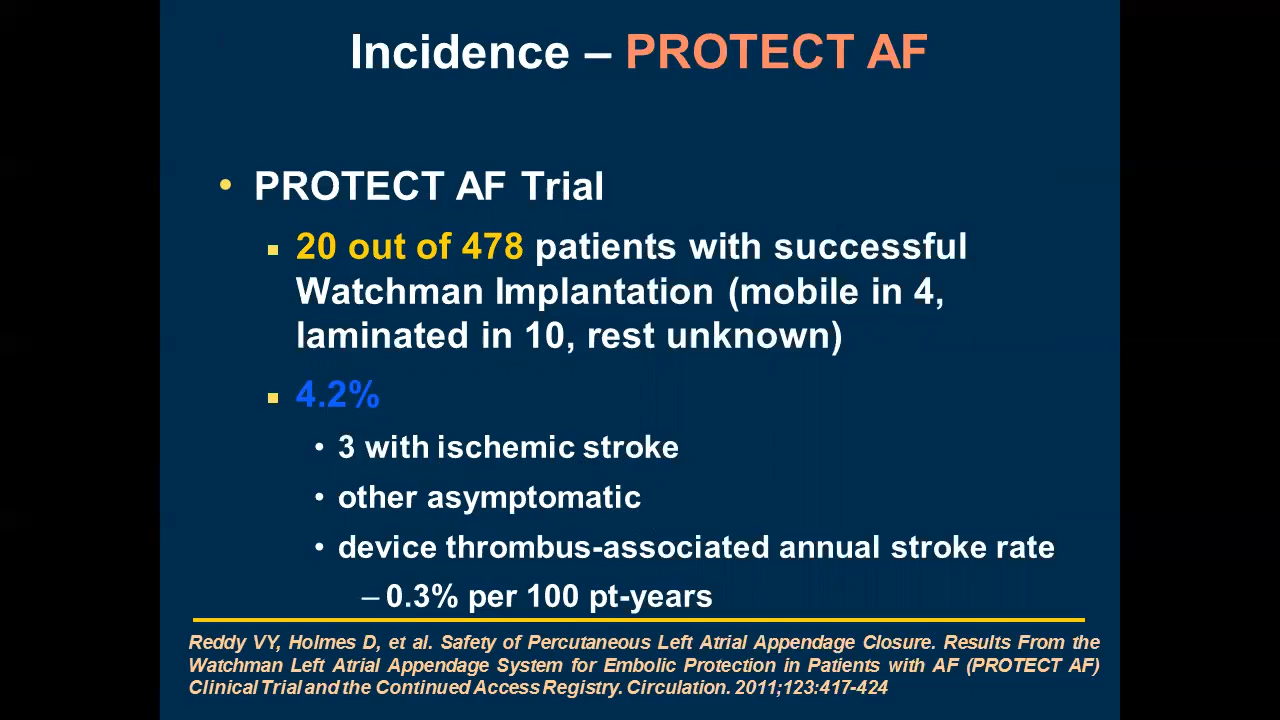 Incidence – PROTECT AF
• PROTECT AF Trial
▪ 20 out of 478 patients with successful
Watchman Implantation (mobile in 4,
laminated in 10, rest unknown)
▪ 4.2%
• 3 with ischemic stroke
• other asymptomatic
• device thrombus-associated annual stroke rate
– 0.3% per 100 pt-years
Reddy VY, Holmes D, et al. Safety of Percutaneous Left Atrial Appendage Closure. Results From the
Watchman Left Atrial Appendage System for Embolic Protection in Patients with AF (PROTECT AF)
Clinical Trial and the Continued Access Registry. Circulation. 2011;123:417-424